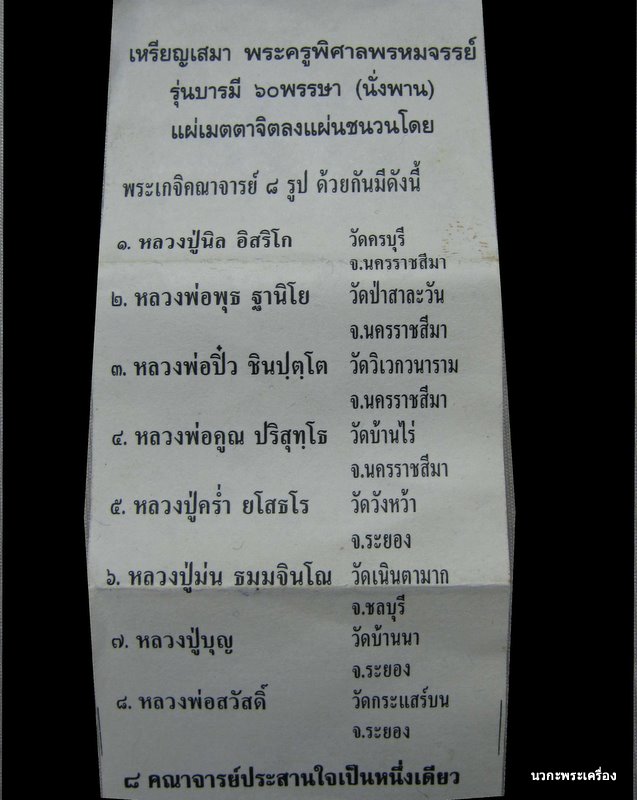 เหรียญเสมา พระครูพิศาลพรหมจรรย์
รุ่นบารมี ๖๐พรรษา (นั่งพาน)
แผ่เมตตาจิตลงแผ่นชนวนโดย
พระเกจิคณาจารย์ ๘ รูป ด้วยกันมีดังนี้
๑. หลวงปู่นิล อิสริโก วัดครบุรี
จ.นครราชสีมา
๒. หลวงพ่อพุธ ฐานิโย วัดป่าสาละวัน
จ.นครราชสีมา
๓. หลวงพ่อปิ๋ว ชินปุตฺโต วัดวิเวกวนาราม
จ.นครราชสีมา
๔. หลวงพ่อคูณ ปริสุทฺโธ วัดบ้านไร่
จ.นครราชสีมา
๕. หลวงปู่คร่ำ ยโสธโร วัดวังหว้า
จ.ระยอง
๖. หลวงปู่ม่น ธมฺมจินโณ วัดเนินตามาก
จ.ชลบุรี
๗. หลวงปู่บุญ วัดบ้านนา
จ.ระยอง
๘. หลวงพ่อสวัสดิ์ วัดกระแสร์บน
จ.ระยอง
๘ คณาจารย์ประสานใจเป็นหนึ่งเดียว
นวกะพระเครื่อง